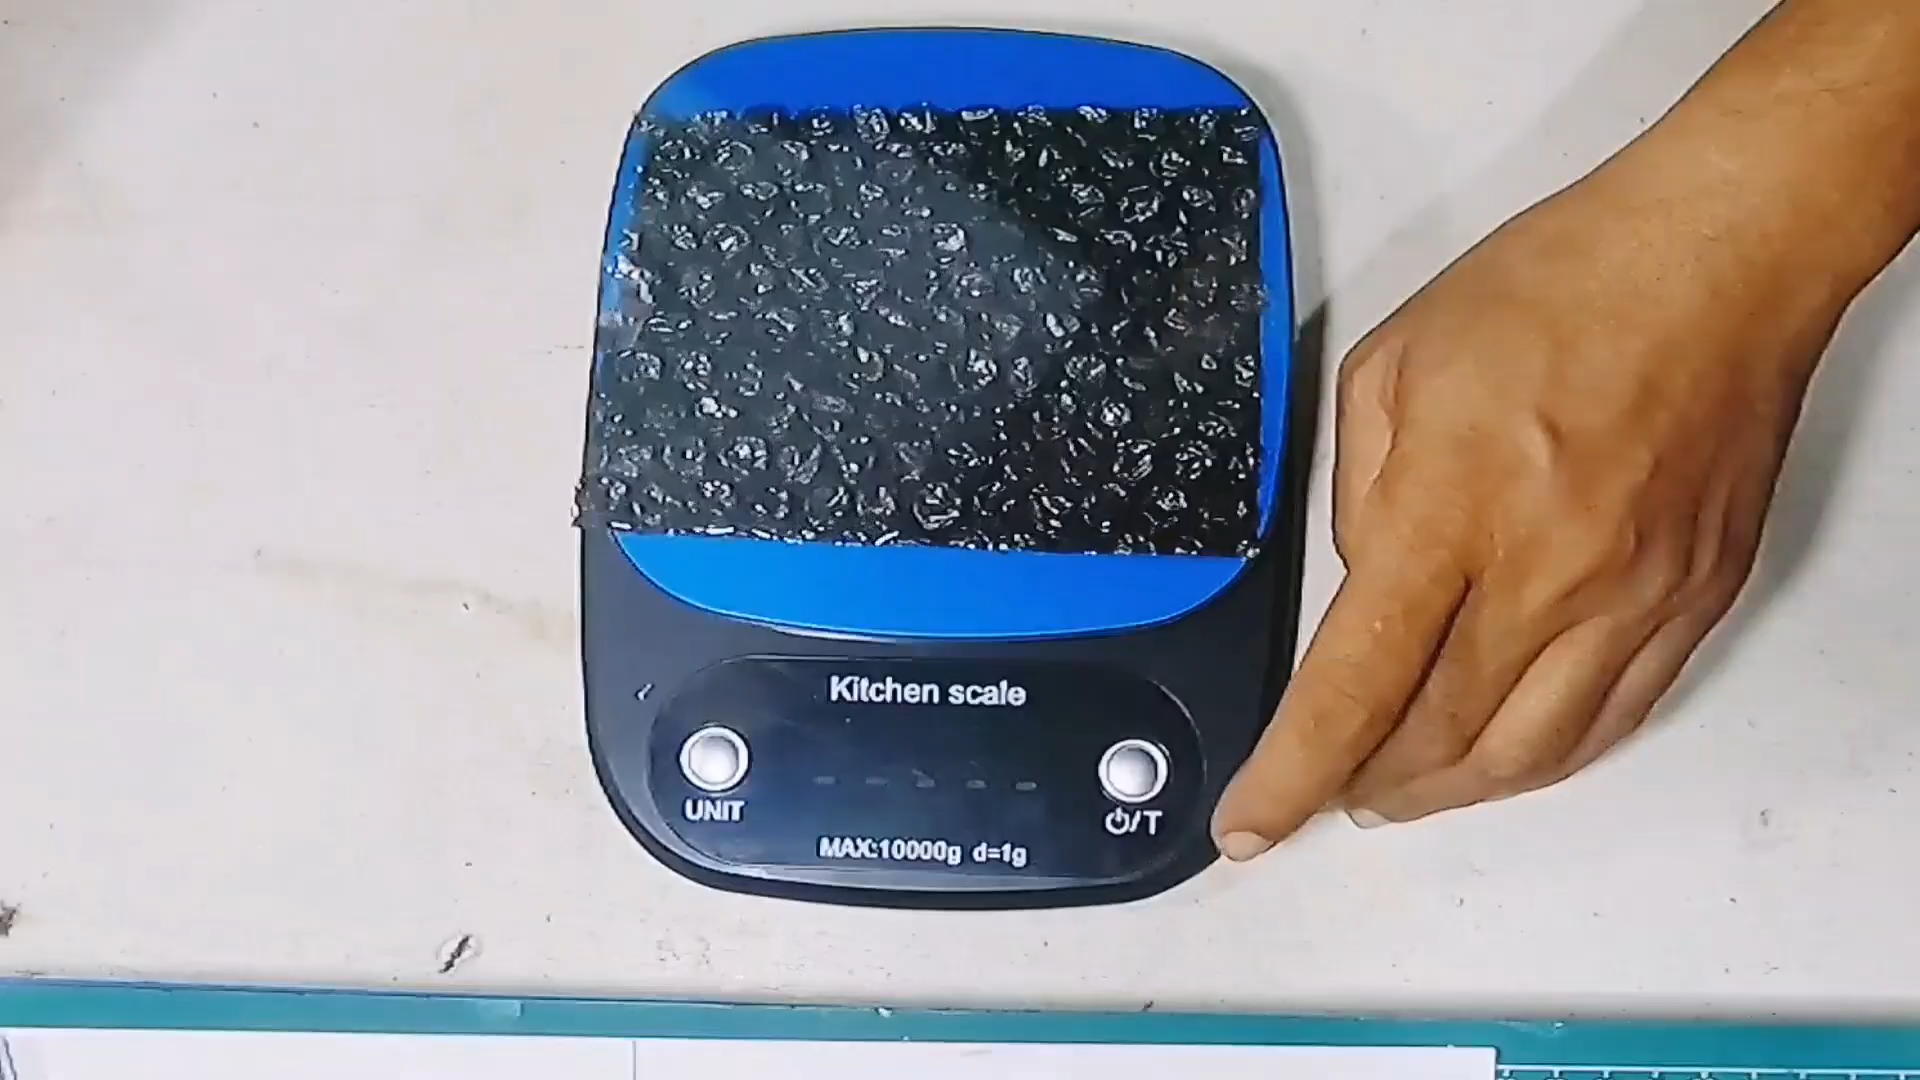 Kitchen scale
UNIT
⏻/T
MAX:10000g d=1g